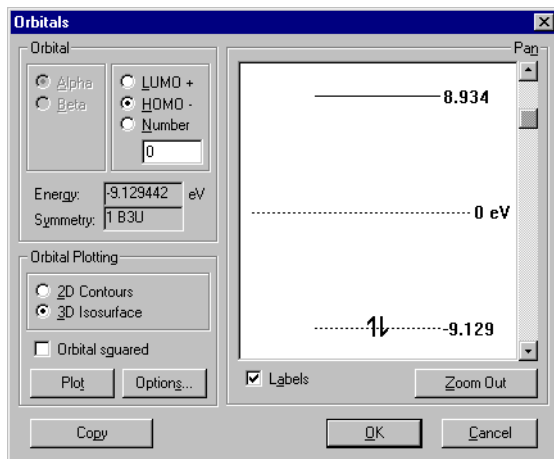 Orbitals
Orbital
Alpha
Beta
LUMO +
HOMO -
Number
0
Energy: -9.129442 eV
Symmetry: 1 B3U
Orbital Plotting
2D Contours
3D Isosurface
Orbital squared
Plot Options...
Pan
8.934
0 eV
-9.129
Labels Zoom Out
Copy OK Cancel